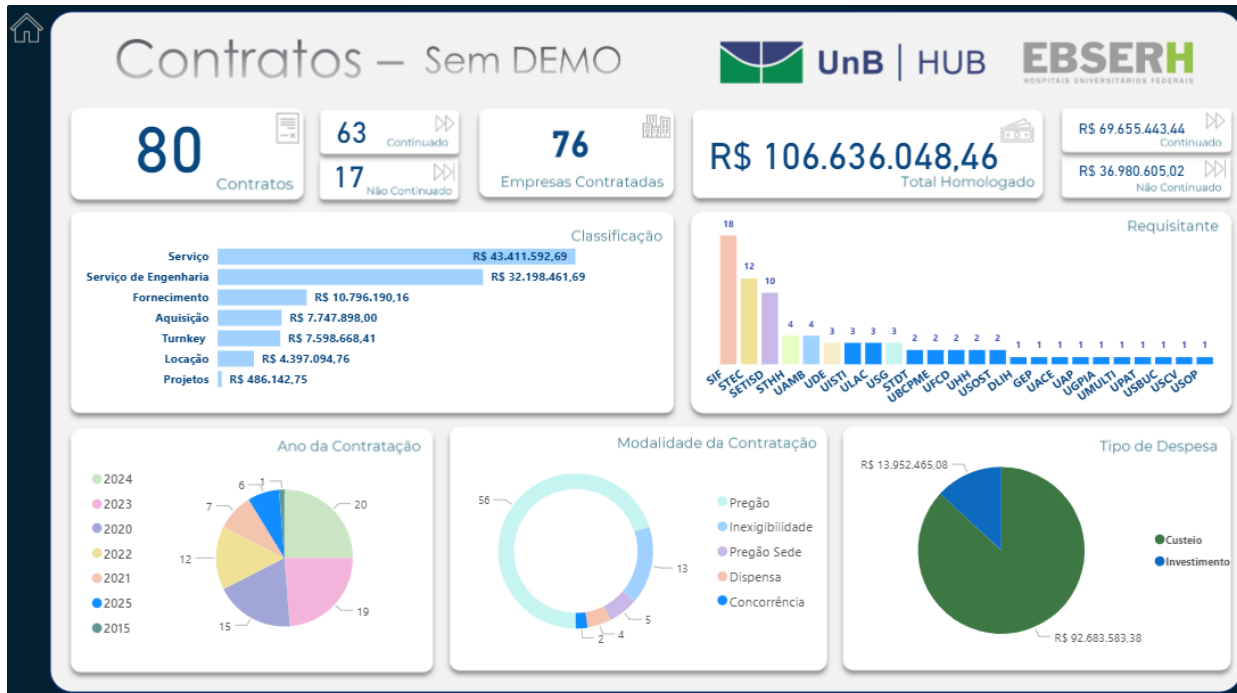 Contratos – Sem DEMO
UnB | HUB
EBSERH
HOSPITAIS UNIVERSITÁRIOS FEDERAIS
80
Contratos
63
Continuado
17
Não Continuado
76
Empresas Contratadas
R$ 106.636.048,46
Total Homologado
R$ 69.655.443,44
Continuado
R$ 36.980.605,02
Não Continuado
Classificação
Serviço R$ 43.411.592,69
Serviço de Engenharia R$ 32.198.461,69
Fornecimento R$ 10.796.190,16
Aquisição R$ 7.747.898,00
Turnkey R$ 7.598.668,41
Locação R$ 4.397.094,76
Projetos R$ 486.142,75
Requisitante
18 12 10 4 4 3 3 3 3 2 2 2 2 2 1 1 1 1 1 1 1 1 1 1
SIF STEC SETISD STHH UAMB UDE UISTI ULAC USG STDT UBCPME UFCD UHH USOST DLIH GEP UACE UAP UGPIA UMULTI UPAT USBUC USCV USOP
Ano da Contratação
2024
2023
2020
2022
2021
2025
2015
20
19
15
12
7
6
1
Modalidade da Contratação
56
13
5
4
2
Pregão
Inexigibilidade
Pregão Sede
Dispensa
Concorrência
Tipo de Despesa
R$ 13.952.465,08
R$ 92.683.583,38
Custeio
Investimento